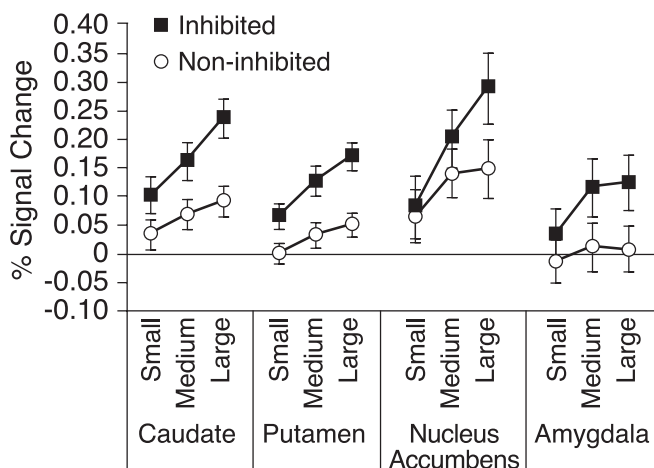 0.40
0.35
0.30
0.25
0.20
0.15
0.10
0.05
0
-0.05
-0.10
% Signal Change
Inhibited
Non-inhibited
Small
Medium
Large
Small
Medium
Large
Small
Medium
Large
Small
Medium
Large
Caudate
Putamen
Nucleus
Accumbens
Amygdala